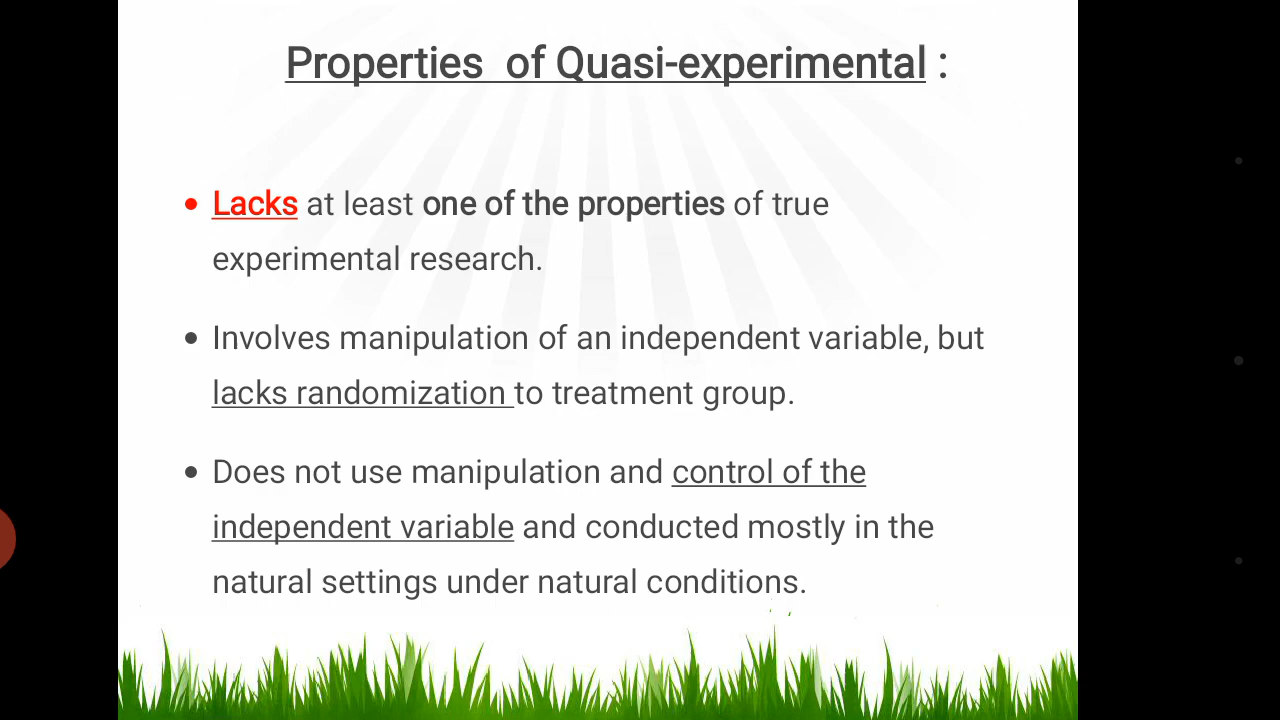 Properties of Quasi-experimental :
• Lacks at least one of the properties of true
experimental research.
• Involves manipulation of an independent variable, but
lacks randomization to treatment group.
• Does not use manipulation and control of the
independent variable and conducted mostly in the
natural settings under natural conditions.